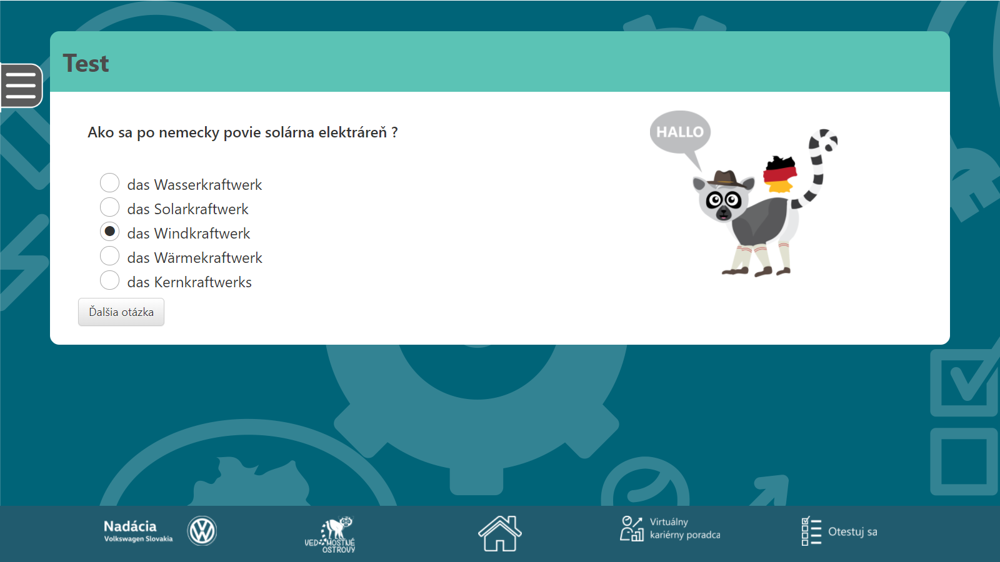 Test
Ako sa po nemecky povie solárna elektráreň ?
HALLO
das Wasserkraftwerk
das Solarkraftwerk
das Windkraftwerk
das Wärmekraftwerk
das Kernkraftwerks
Ďalšia otázka
Nadácia
Volkswagen Slovakia
VEDOMOSTNÉ
OSTROVY
Virtuálny
kariérny poradca
Otestuj sa